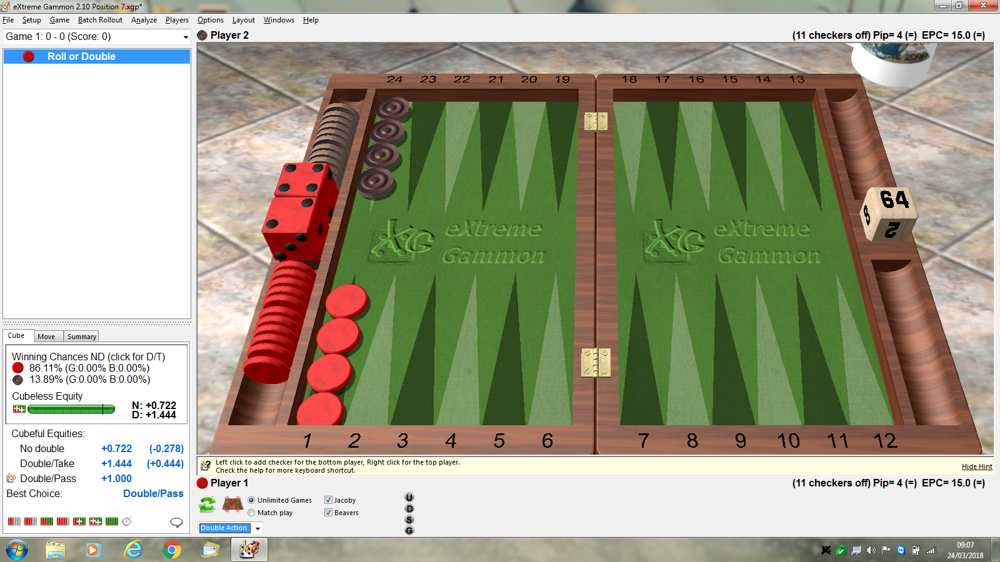 eXtreme Gammon 2.10 Position 7.xgp*
File Setup Game Batch Rollout Analyze Players Options Layout Windows Help
Game 1: 0 - 0 (Score: 0)
Player 2 (11 checkers off) Pip= 4 (=) EPC= 15.0 (=)
Roll or Double
2000
24 23 22 21 20 19 18 17 16 15 14 13
64
8
2
eXtreme
Gammon
eXtreme
Gammon
XG
XG
1 2 3 4 5 6 7 8 9 10 11 12
Cube Move Summary
Winning Chances ND (click for D/T)
86.11% (G:0.00% B:0.00%)
13.89% (G:0.00% B:0.00%)
Cubeless Equity
N: +0.722
D: +1.444
Cubeful Equities:
No double +0.722 (-0.278)
Double/Take +1.444 (+0.444)
Double/Pass +1.000
Best Choice: Double/Pass
Left click to add checker for the bottom player, Right click for the top player.
Check the help for more keyboard shortcut.
Hide Hint
Player 1 (11 checkers off) Pip= 4 (=) EPC= 15.0 (=)
Unlimited Games Jacoby
Match play Beavers
Double Action
U
D
S
G
09:07
24/03/2018